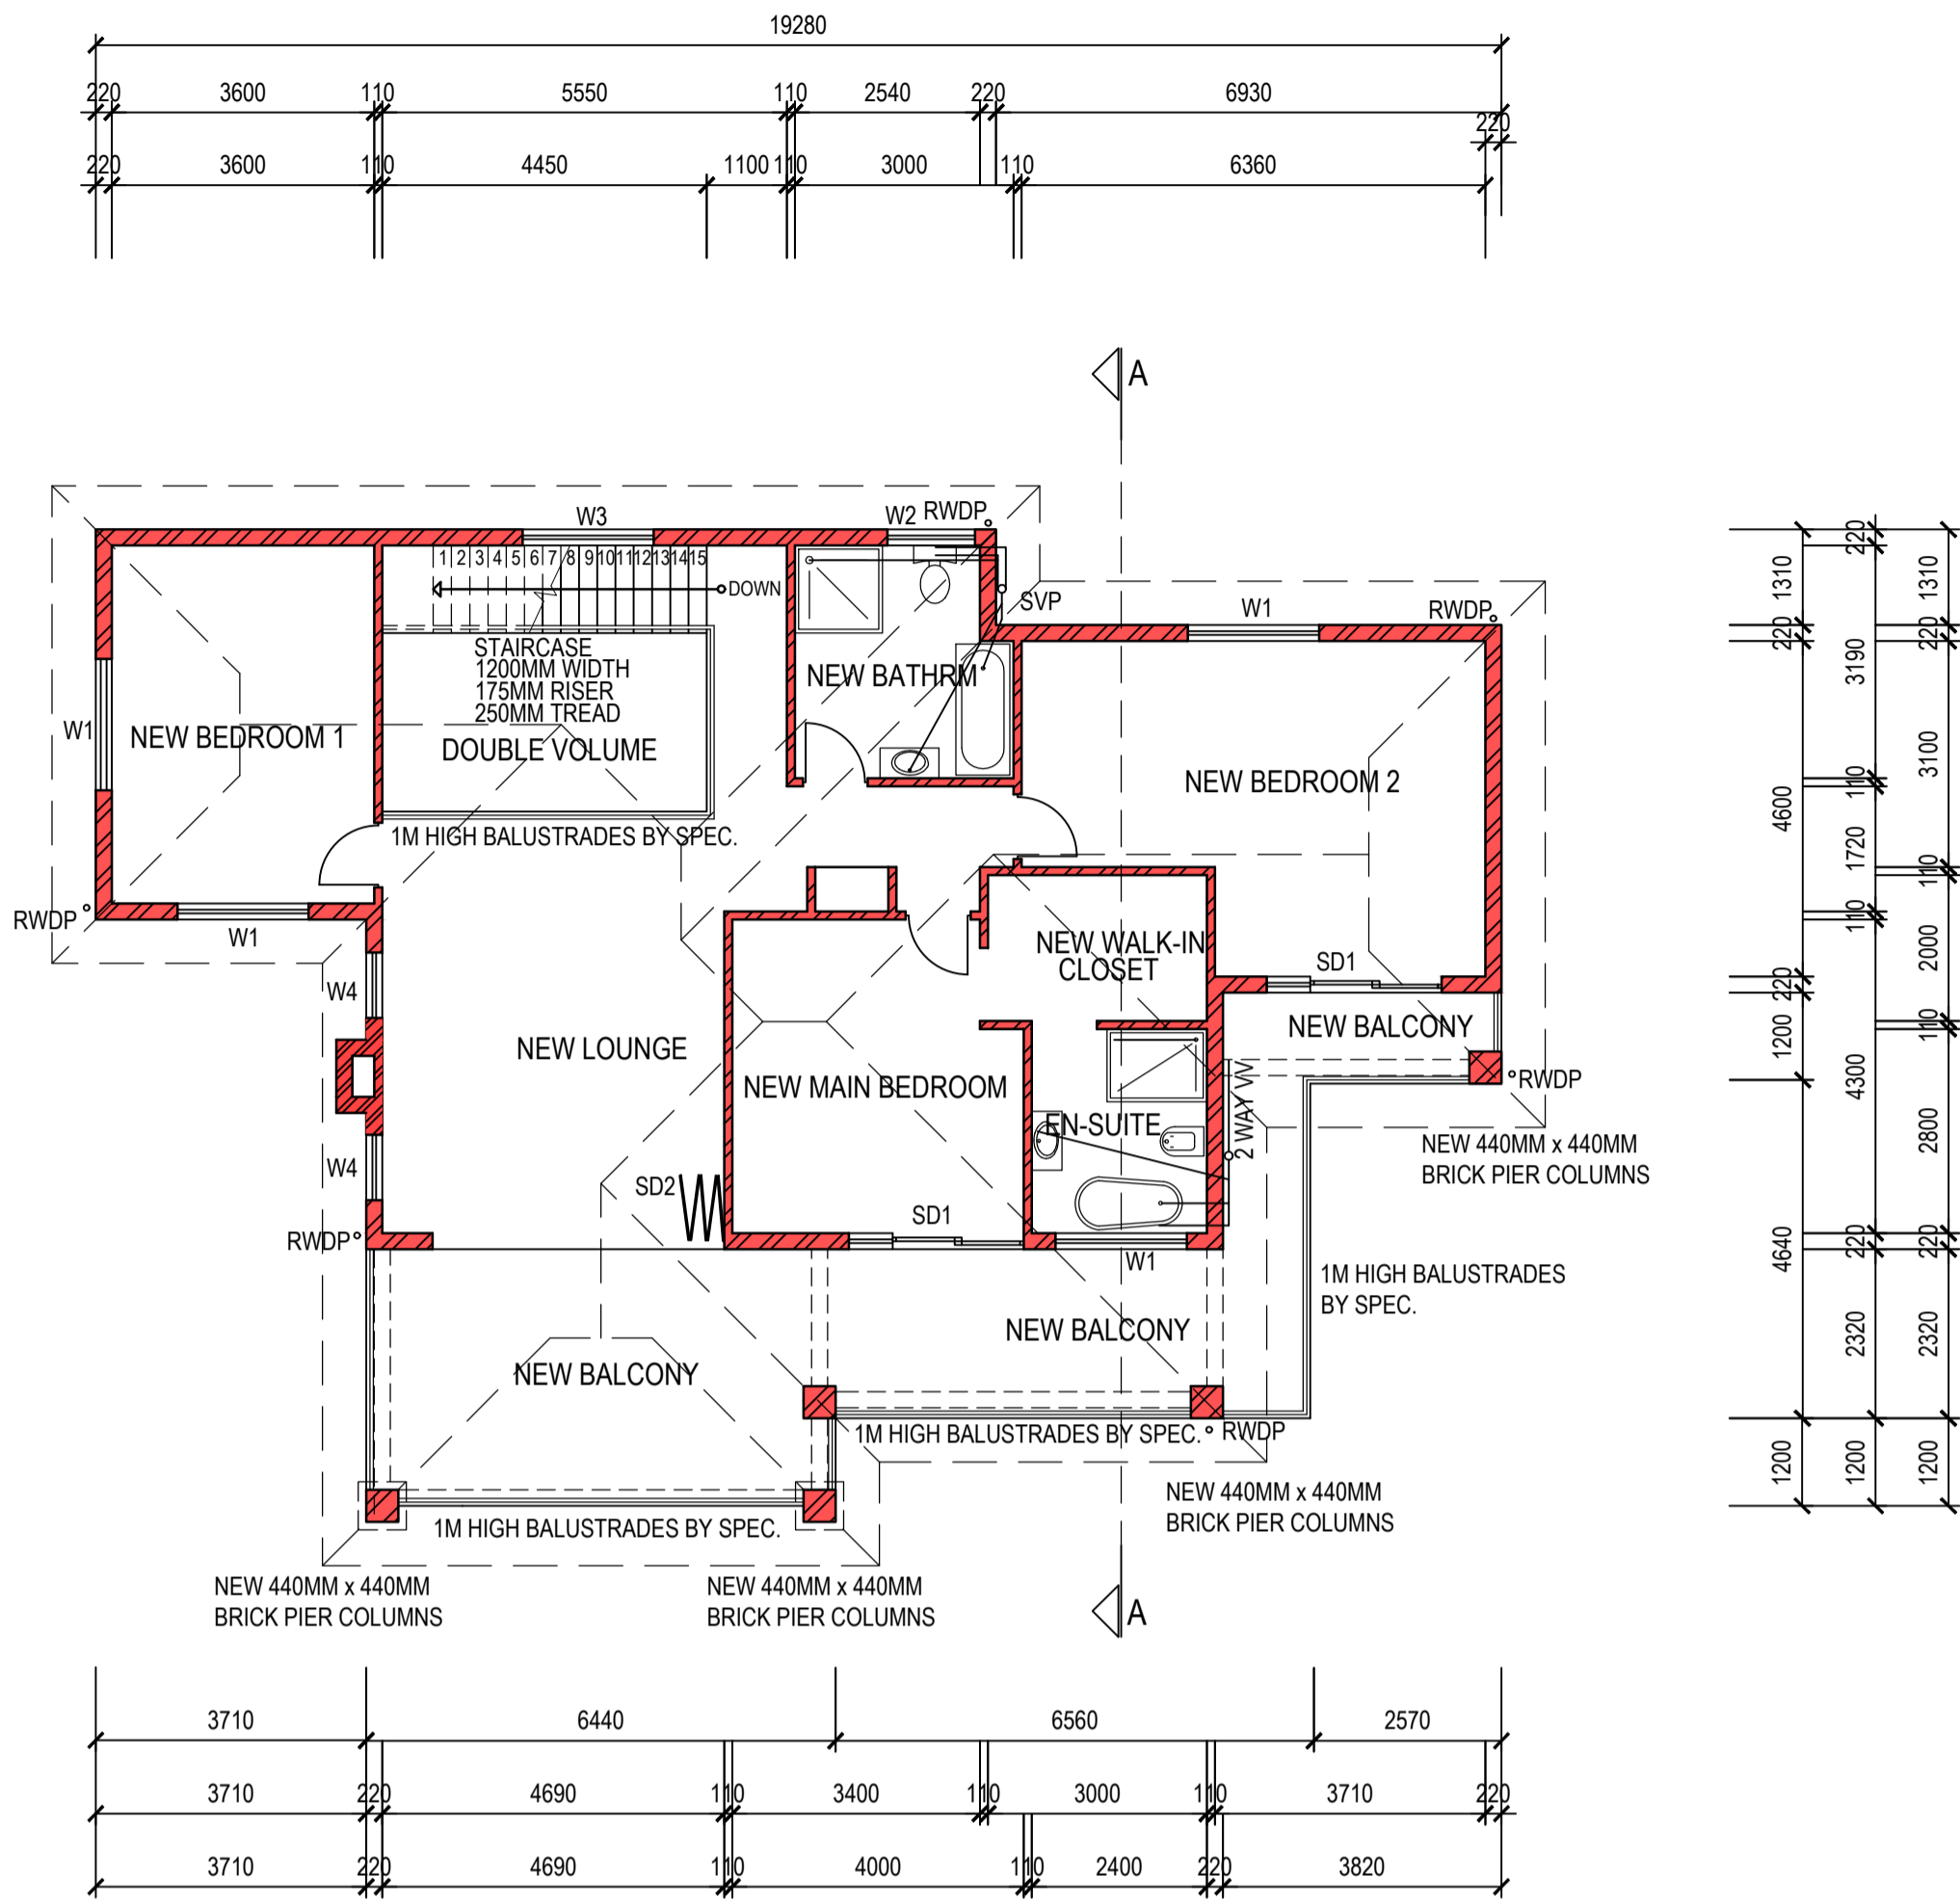 19280
220 3600 110 5550 110 2540 220 6930
220
220 3600 110 4450 1100 110 3000 110 6360
A
W3
W2 RWDP
1 2 3 4 5 6 7 8 9 10 11 12 13 14 15
DOWN
SVP
W1
RWDP
STAIRCASE
1200MM WIDTH
175MM RISER
250MM TREAD
NEW BATHRM
W1
NEW BEDROOM 1
DOUBLE VOLUME
NEW BEDROOM 2
1M HIGH BALUSTRADES BY SPEC.
RWDP
W1
NEW WALK-IN
CLOSET
SD1
W4
NEW LOUNGE
NEW BALCONY
NEW MAIN BEDROOM
RWDP
EN-SUITE
2 WAY VV
NEW 440MM x 440MM
BRICK PIER COLUMNS
W4
SD2
SD1
RWDP
W1
1M HIGH BALUSTRADES
BY SPEC.
NEW BALCONY
NEW BALCONY
1M HIGH BALUSTRADES BY SPEC.
RWDP
NEW 440MM x 440MM
BRICK PIER COLUMNS
1M HIGH BALUSTRADES BY SPEC.
NEW 440MM x 440MM
BRICK PIER COLUMNS
NEW 440MM x 440MM
BRICK PIER COLUMNS
A
1310 220 4600 220 1200 4640 1200
220 3190 110 1720 110 4300 220 2320 1200
1310 220 3100 110 2000 110 2800 220 2320 1200
3710 6440 6560 2570
3710 220 4690 110 3400 110 3000 110 3710 220
3710 220 4690 110 4000 110 2400 220 3820